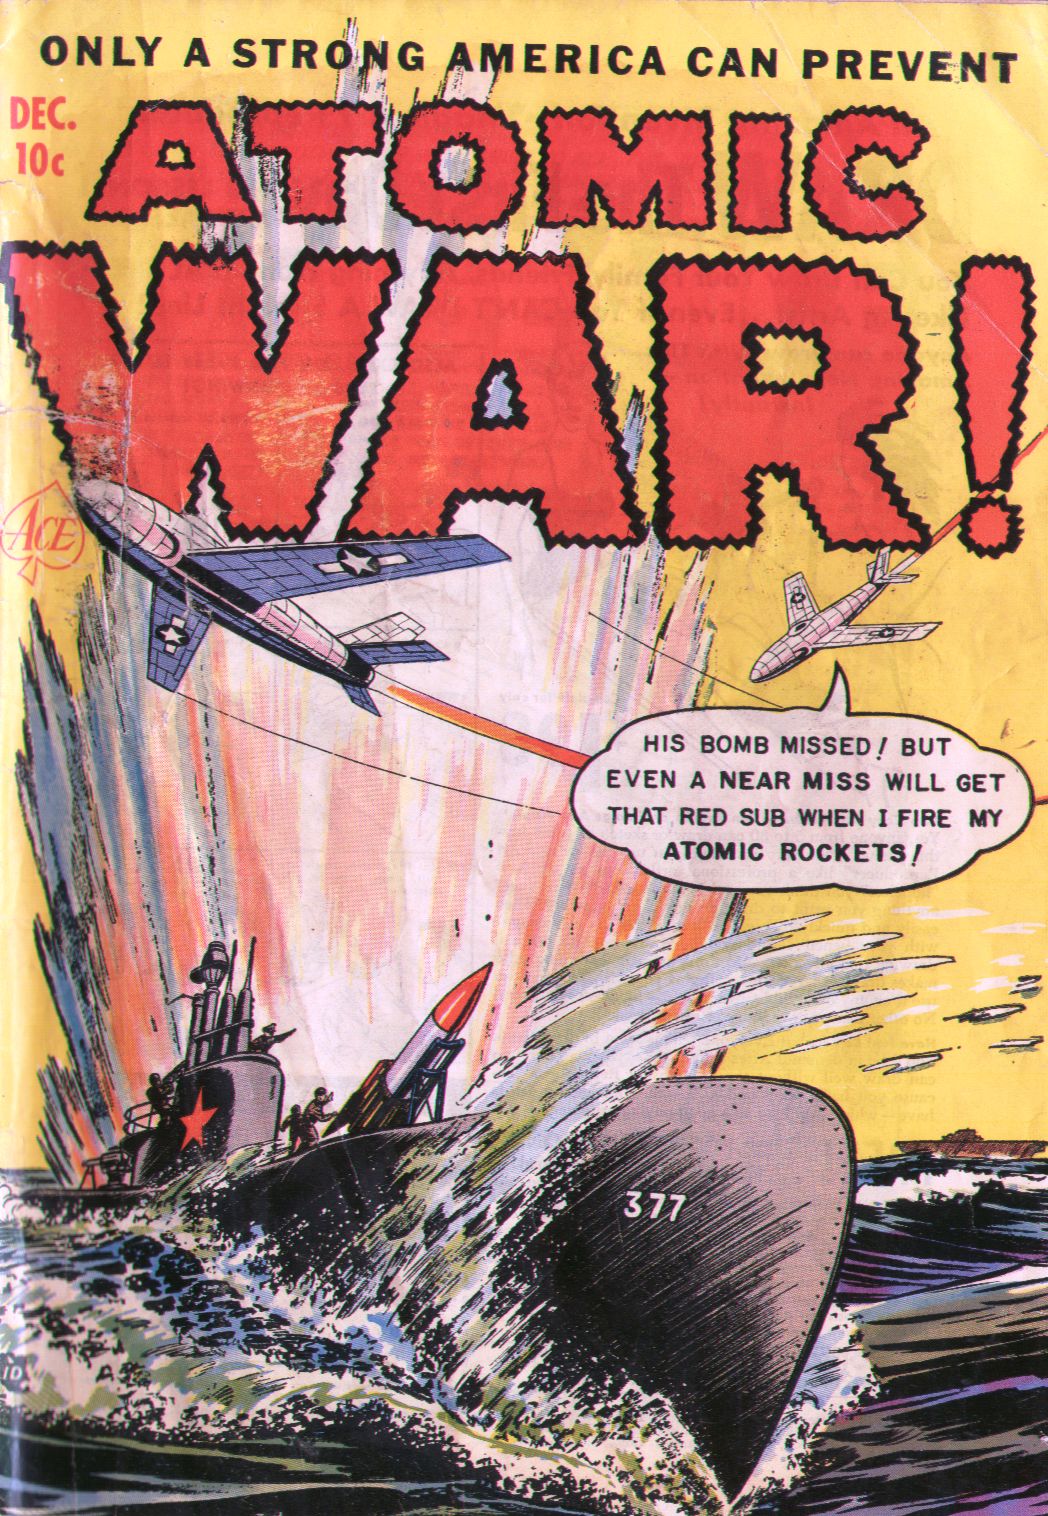 ONLY A STRONG AMERICA CAN PREVENT
DEC.
10c
ATOMIC
WAR!
ACE
HIS BOMB MISSED! BUT
EVEN A NEAR MISS WILL GET
THAT RED SUB WHEN I FIRE MY
ATOMIC ROCKETS!
377
10